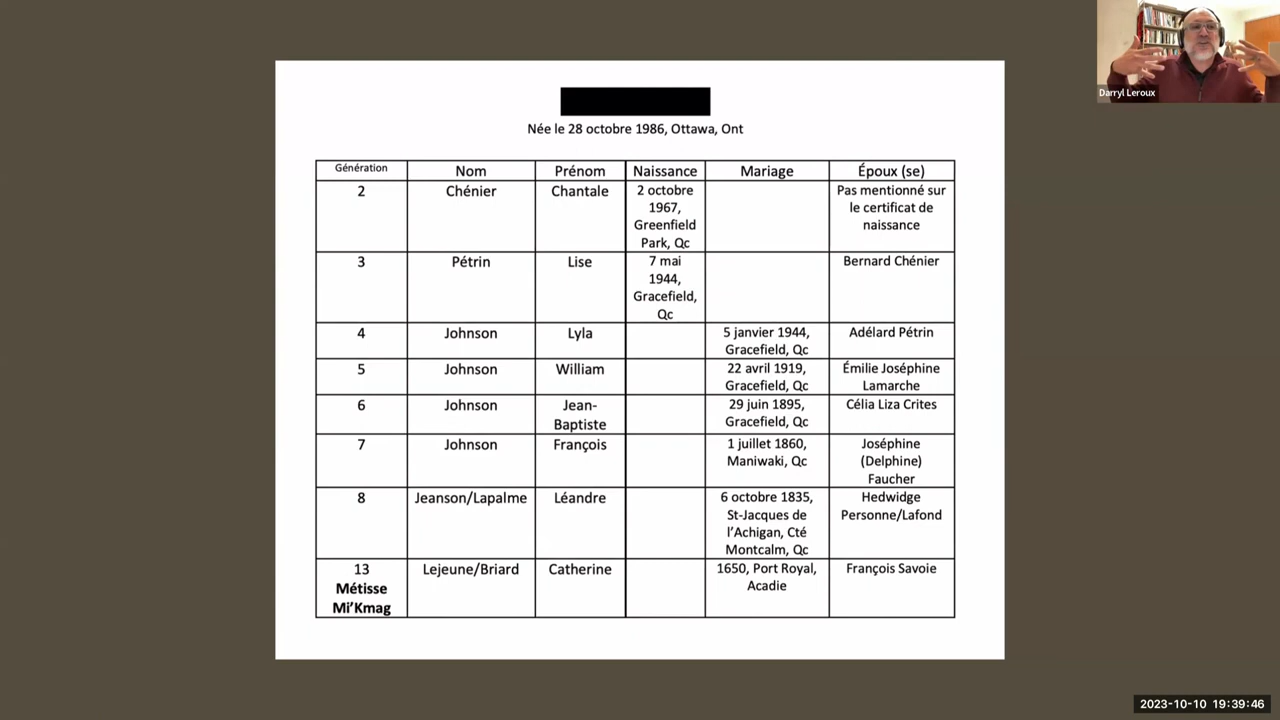 Darryl Leroux
Née le 28 octobre 1986, Ottawa, Ont
Génération Nom Prénom Naissance Mariage Époux (se)
2 Chénier Chantale 2 octobre 1967, Greenfield Park, Qc Pas mentionné sur le certificat de naissance
3 Pétrin Lise 7 mai 1944, Gracefield, Qc Bernard Chénier
4 Johnson Lyla 5 janvier 1944, Gracefield, Qc Adélard Pétrin
5 Johnson William 22 avril 1919, Gracefield, Qc Émilie Joséphine Lamarche
6 Johnson Jean-Baptiste 29 juin 1895, Gracefield, Qc Célia Liza Crites
7 Johnson François 1 juillet 1860, Maniwaki, Qc Joséphine (Delphine) Faucher
8 Jeanson/Lapalme Léandre 6 octobre 1835, St-Jacques de l'Achigan, Cté Montcalm, Qc Hedwidge Personne/Lafond
13 Métisse Mi'Kmag Lejeune/Briard Catherine 1650, Port Royal, Acadie François Savoie
2023-10-10 19:39:46